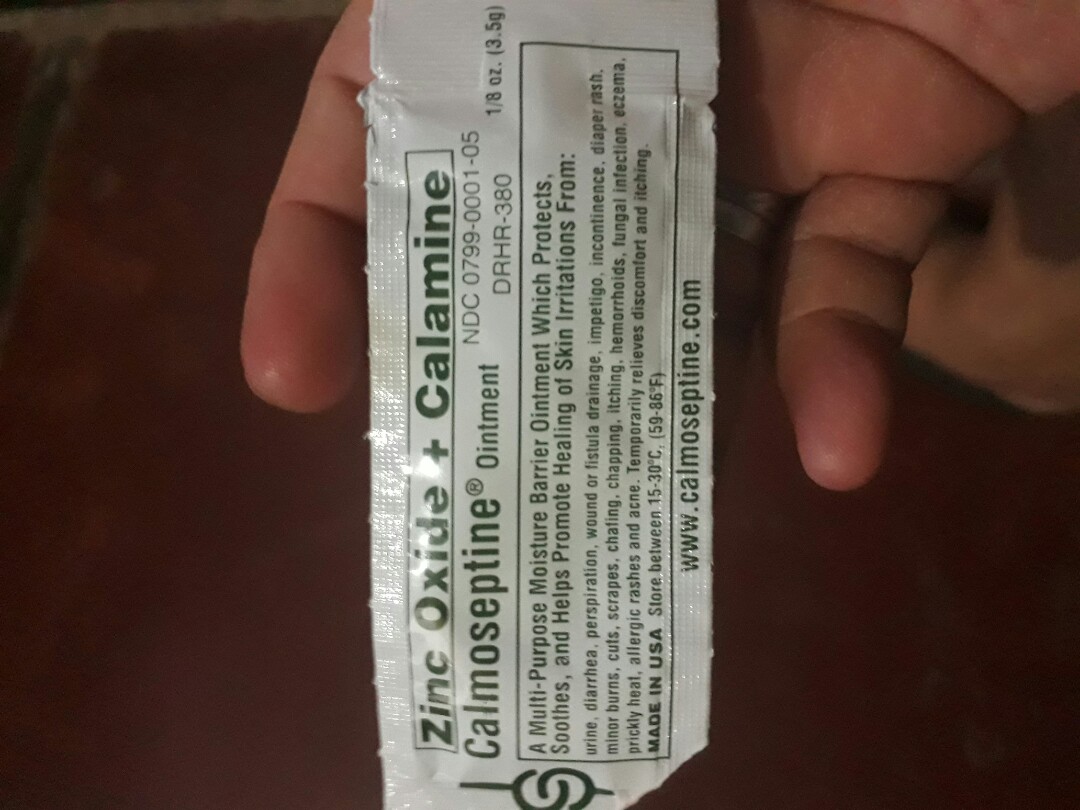 Zinc Oxide + Calamine
Calmoseptine® Ointment NDC 0799-0001-05
DRHR-380 1/8 oz. (3.5g)
A Multi-Purpose Moisture Barrier Ointment Which Protects,
Soothes, and Helps Promote Healing of Skin Irritations From:
urine, diarrhea, perspiration, wound or fistula drainage, impetigo, incontinence, diaper rash,
minor burns, cuts, scrapes, chafing, chapping, itching, hemorrhoids, fungal infection, eczema,
prickly heat, allergic rashes and acne. Temporarily relieves discomfort and itching.
MADE IN USA Store between 15-30°C, (59-86°F)
www.calmoseptine.com